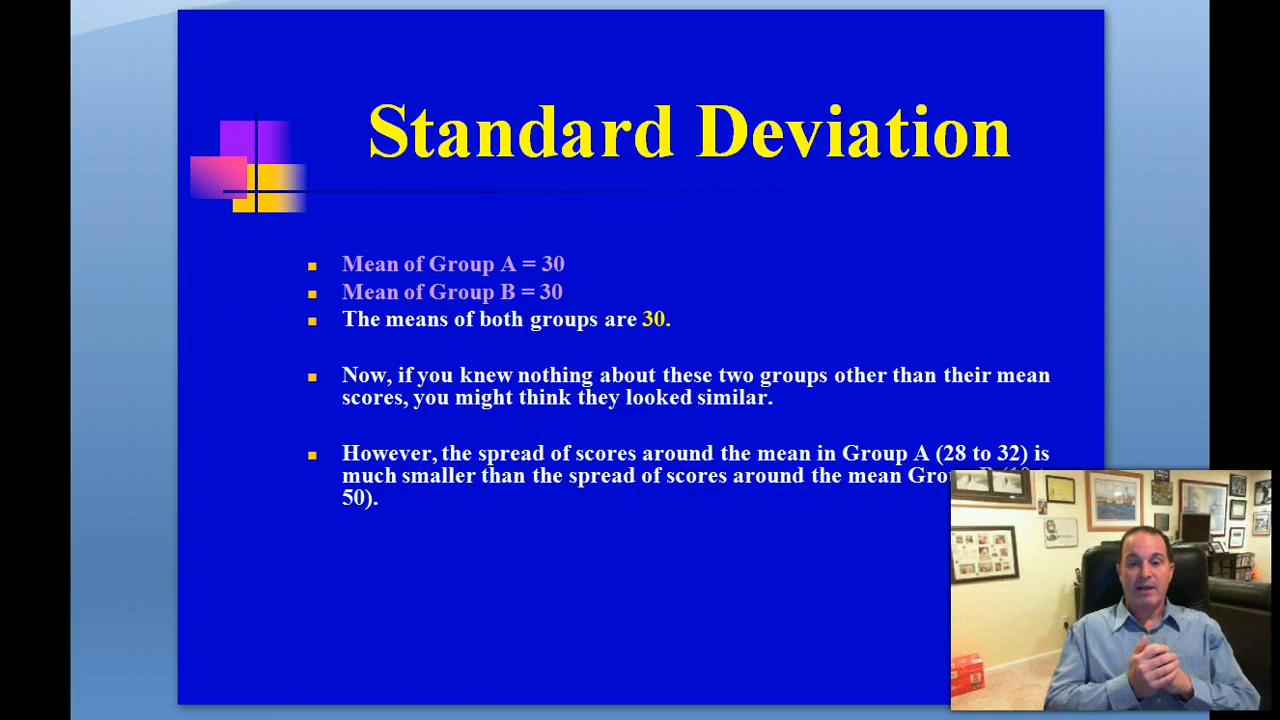 Standard Deviation
Mean of Group A = 30
Mean of Group B = 30
The means of both groups are 30.
Now, if you knew nothing about these two groups other than their mean
scores, you might think they looked similar.
However, the spread of scores around the mean in Group A (28 to 32) is
much smaller than the spread of scores around the mean
50).